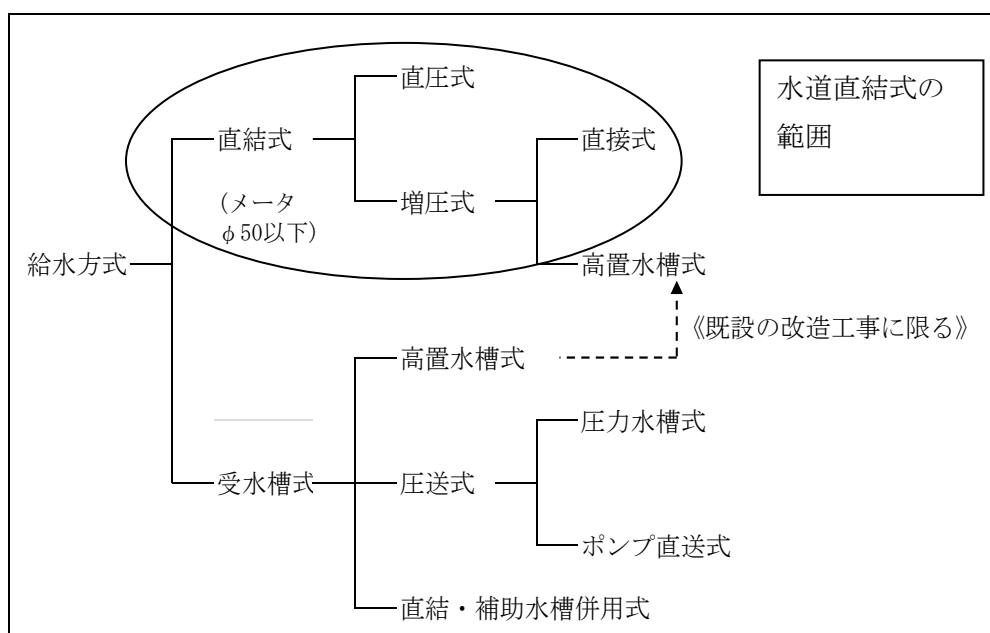 直圧式
水道直結式の
範囲
直結式
直接式
(メータ
φ50以下)
増圧式
給水方式
高置水槽式
《既設の改造工事に限る》
高置水槽式
圧力水槽式
受水槽式
圧送式
ポンプ直送式
直結・補助水槽併用式